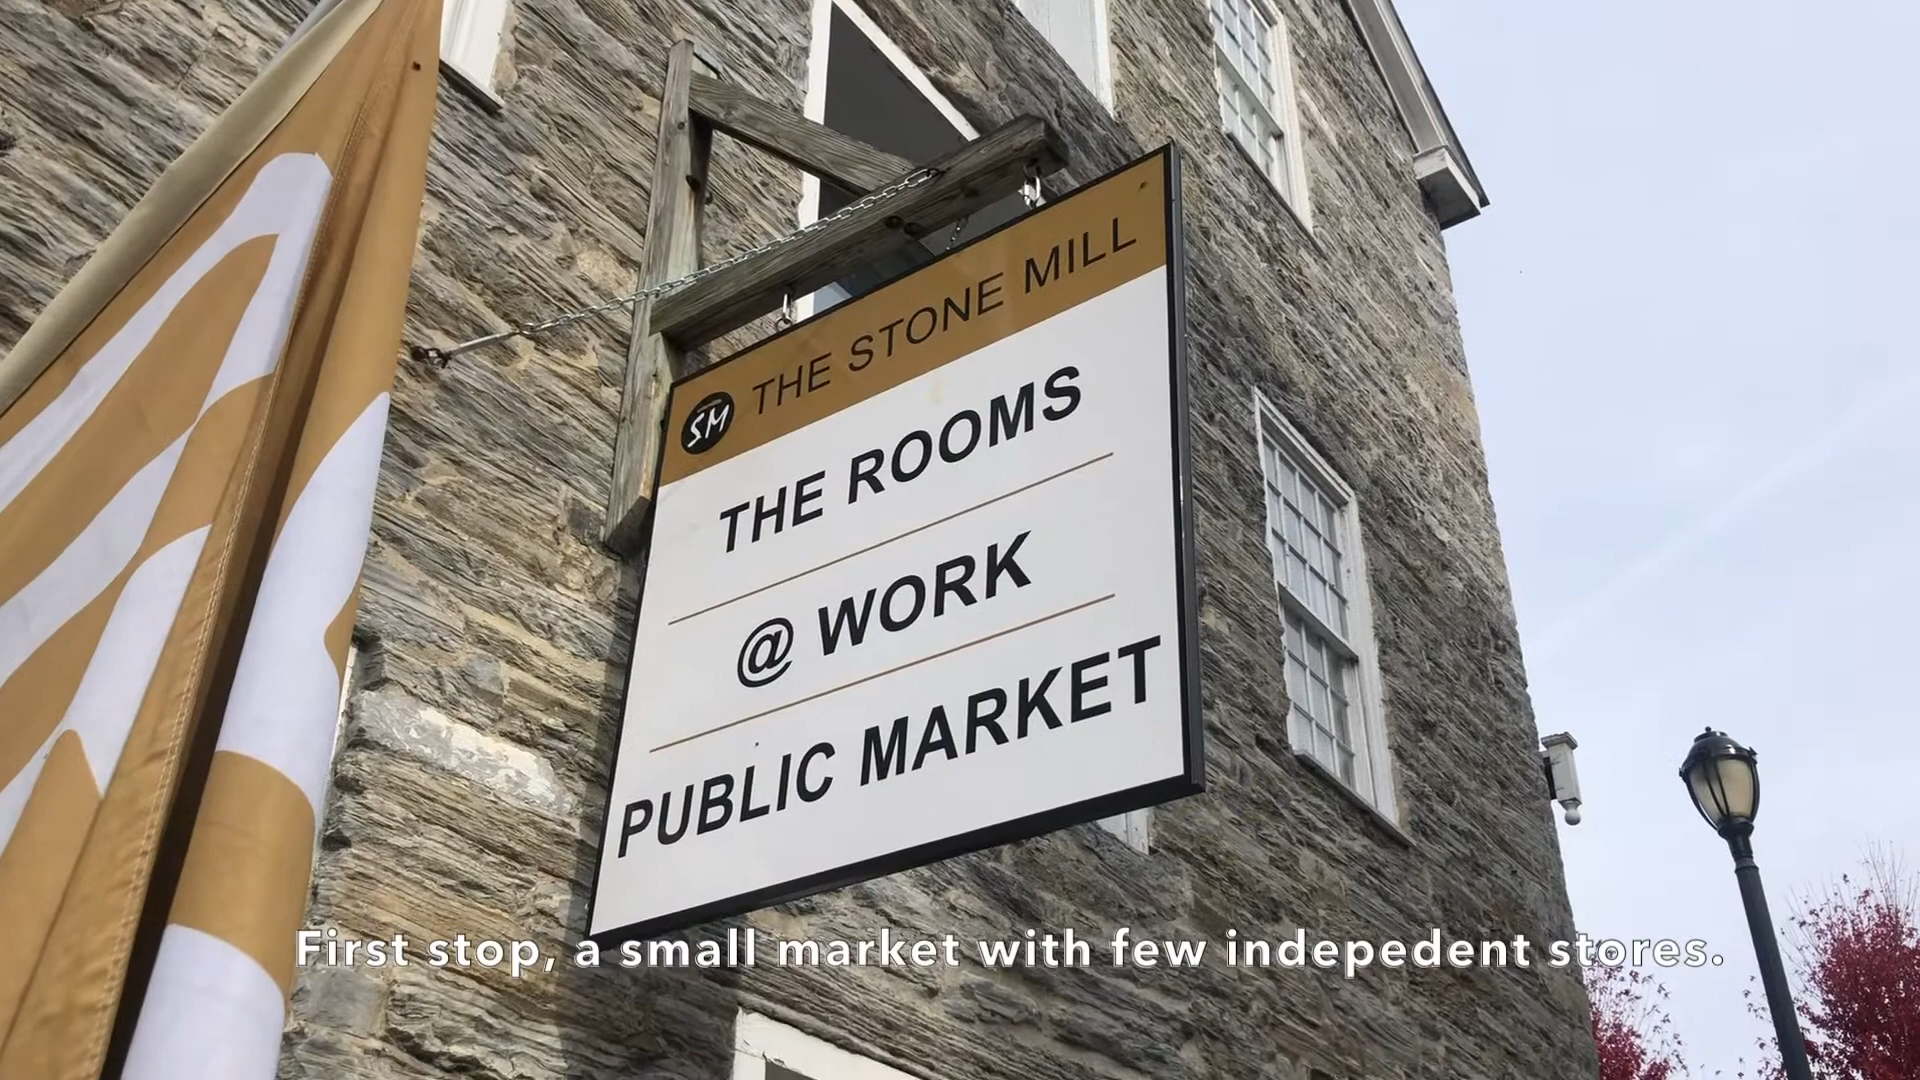 SM THE STONE MILL
THE ROOMS
@ WORK
PUBLIC MARKET
First stop, a small market with few indepedent stores.